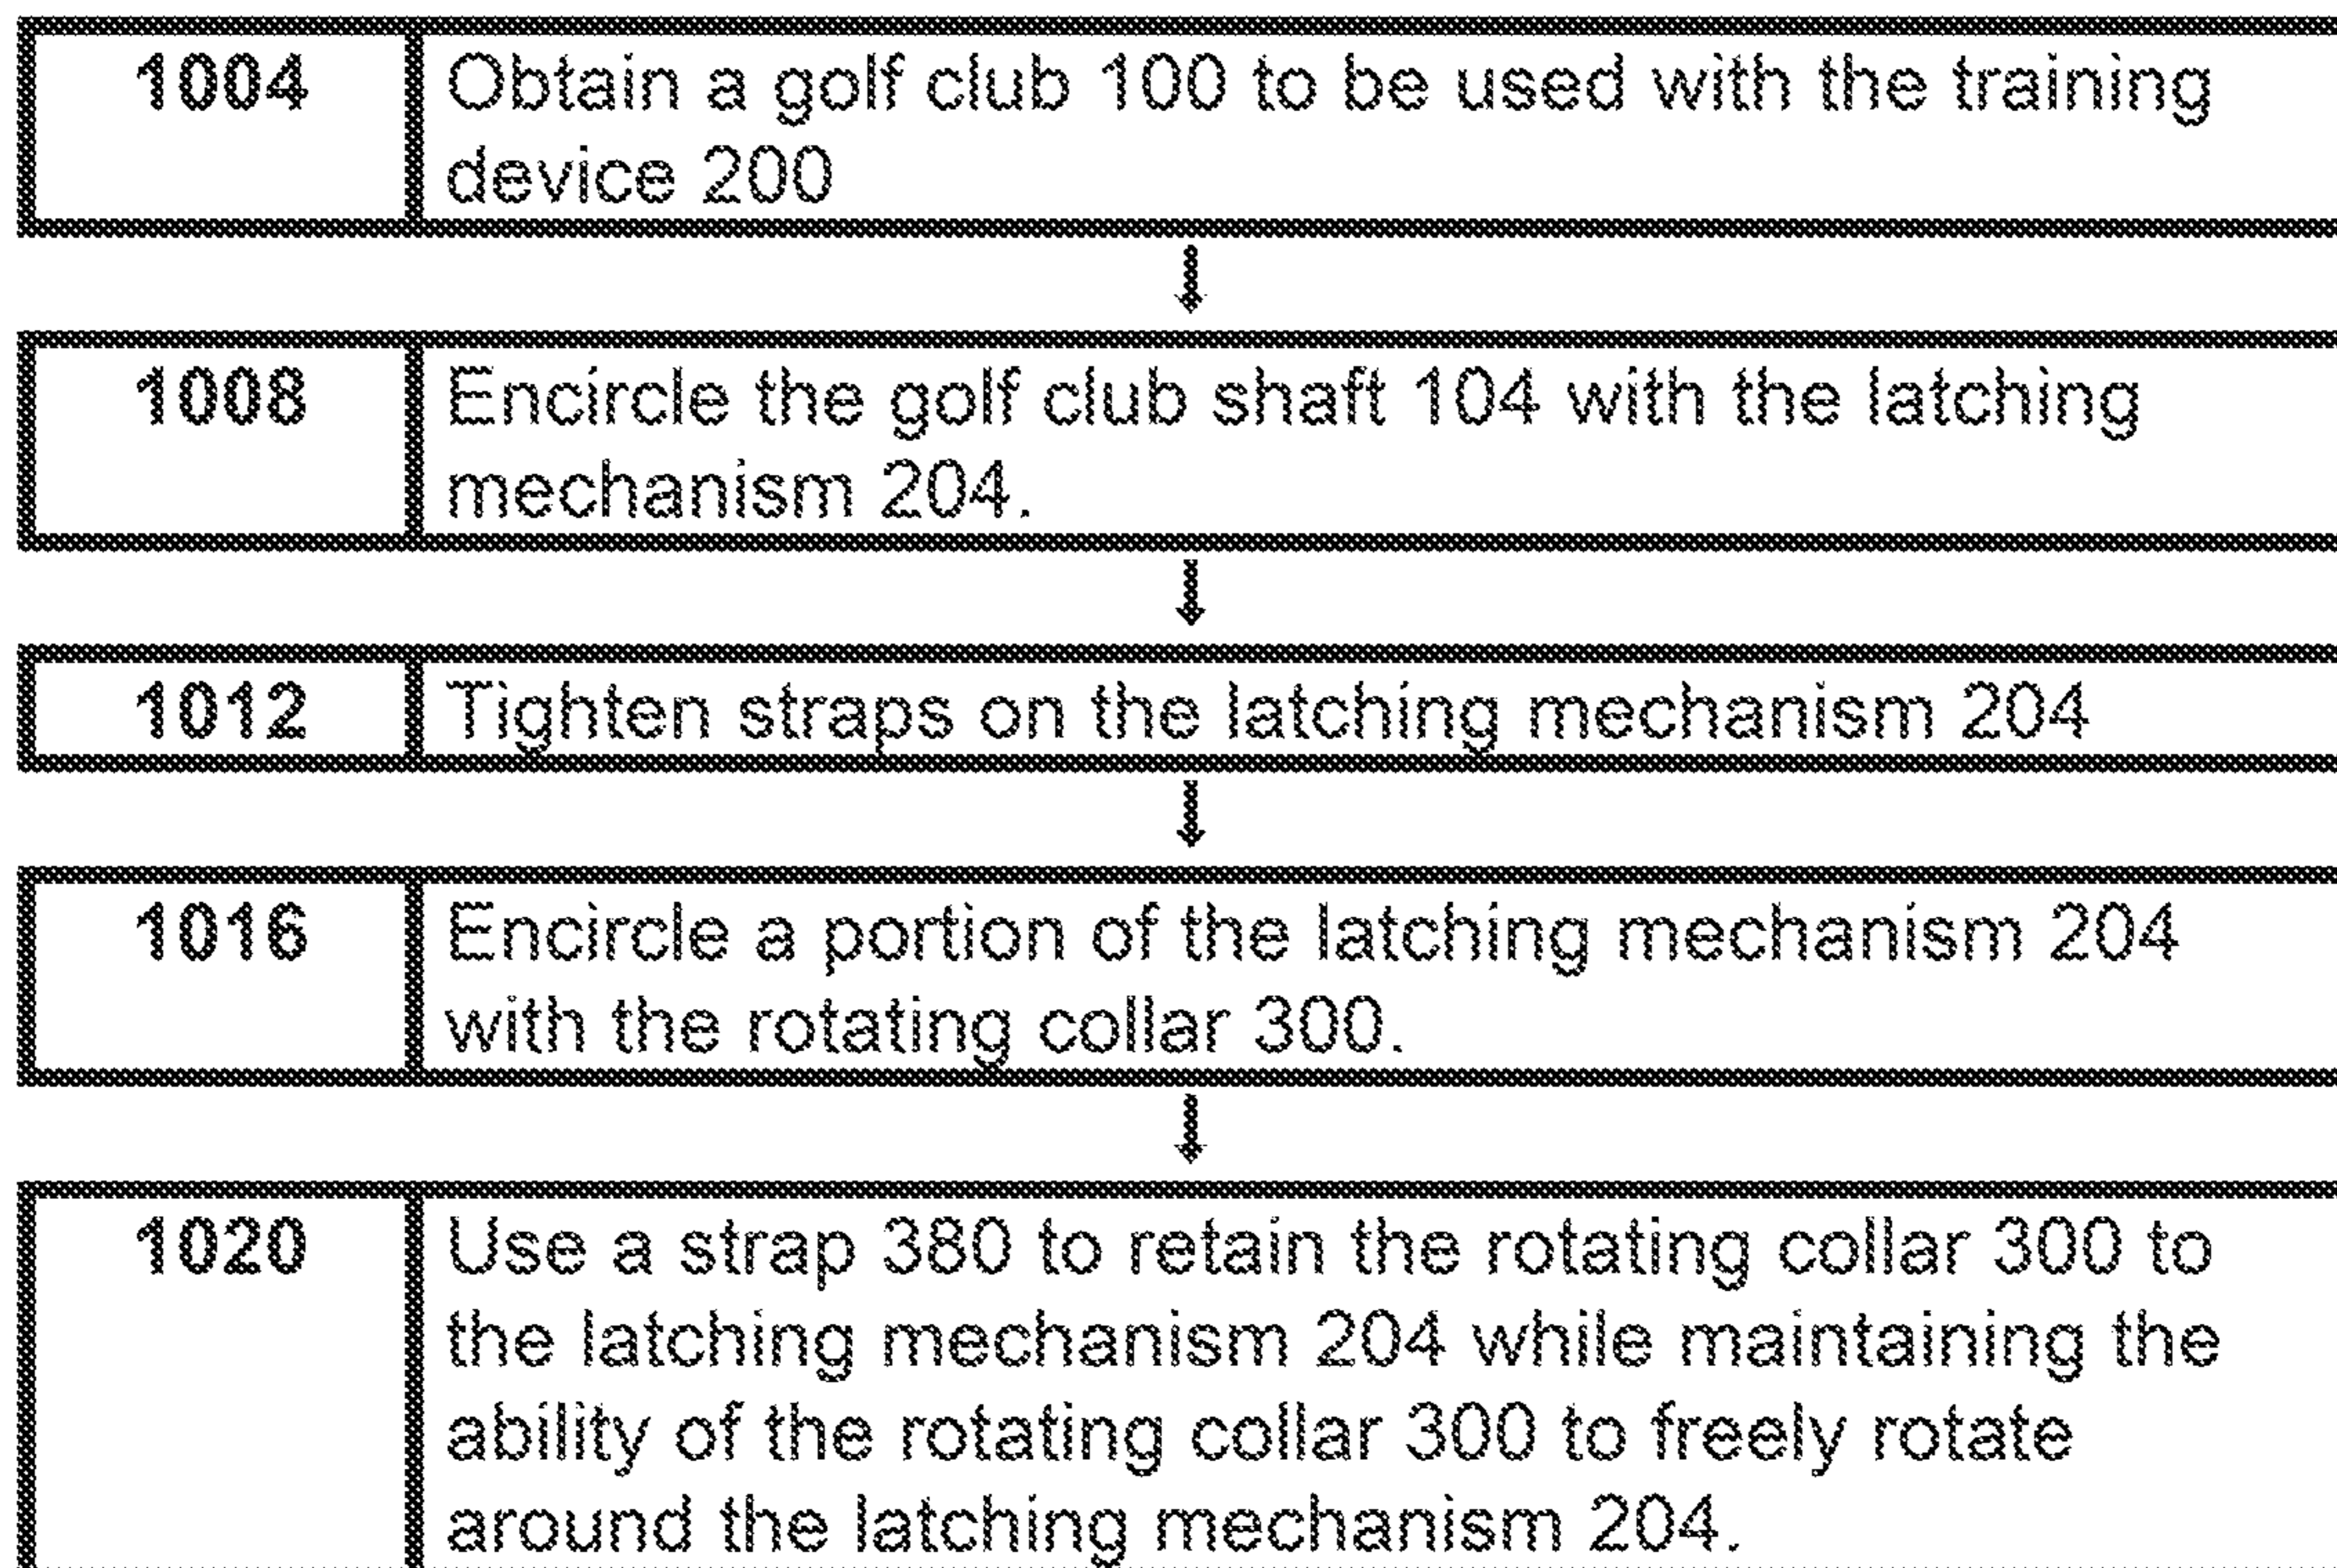 1004 Obtain a golf club 100 to be used with the training
device 200
1008 Encircle the golf club shaft 104 with the latching
mechanism 204.
1012 Tighten straps on the latching mechanism 204
1016 Encircle a portion of the latching mechanism 204
with the rotating collar 300.
1020 Use a strap 380 to retain the rotating collar 300 to
the latching mechanism 204 while maintaining the
ability of the rotating collar 300 to freely rotate
around the latching mechanism 204.